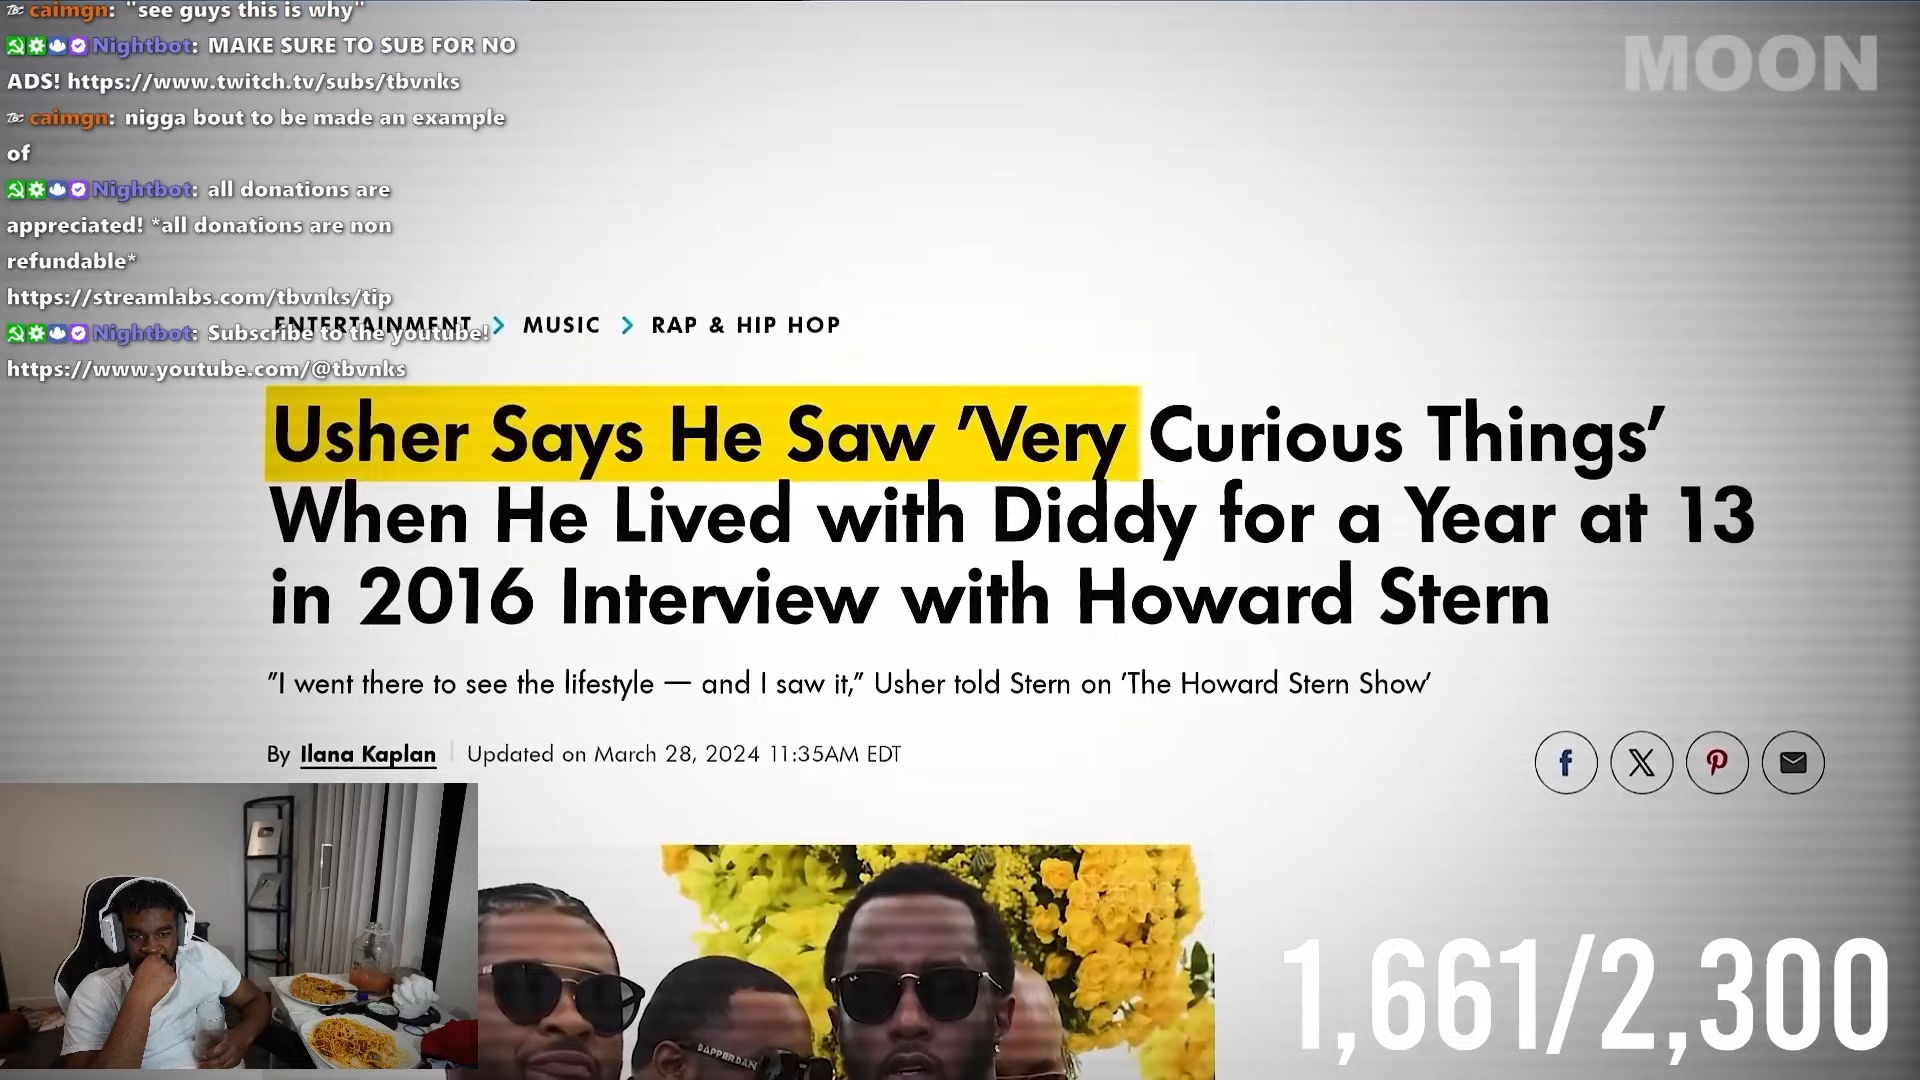 caimgn: "see guys this is why"
Nightbot: MAKE SURE TO SUB FOR NO
ADS! https://www.twitch.tv/subs/tbvnks
caimgn: nigga bout to be made an example
of
Nightbot: all donations are
appreciated! *all donations are non
refundable*
https://streamlabs.com/tbvnks/tip
Nightbot: Subscribe to the youtube!
https://www.youtube.com/@tbvnks
MOON
ENTERTAINMENT > MUSIC > RAP & HIP HOP
Usher Says He Saw 'Very Curious Things'
When He Lived with Diddy for a Year at 13
in 2016 Interview with Howard Stern
"I went there to see the lifestyle — and I saw it," Usher told Stern on 'The Howard Stern Show'
By Ilana Kaplan | Updated on March 28, 2024 11:35AM EDT
DAPPER DAN
1,661/2,300